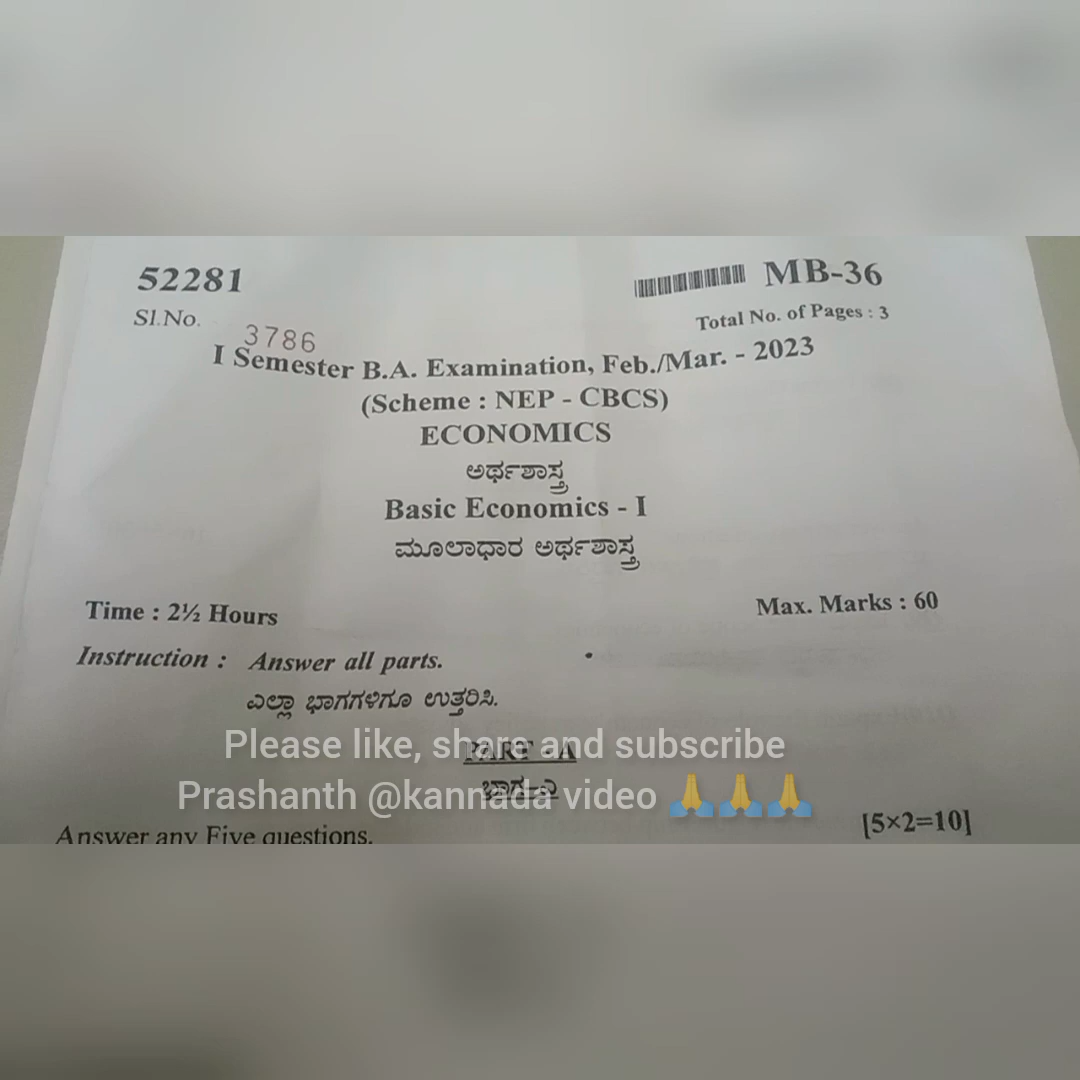 52281
MB-36
Sl.No. 3786
Total No. of Pages : 3
I Semester B.A. Examination, Feb./Mar. - 2023
(Scheme : NEP - CBCS)
ECONOMICS
ಅರ್ಥಶಾಸ್ತ್ರ
Basic Economics - I
ಮೂಲಾಧಾರ ಅರ್ಥಶಾಸ್ತ್ರ
Time : 2½ Hours
Max. Marks : 60
Instruction : Answer all parts.
ಎಲ್ಲಾ ಭಾಗಗಳಿಗೂ ಉತ್ತರಿಸಿ.
PART - A
Please like, share and subscribe
ಭಾಗ-ಎ
Prashanth @kannada video 🙏🙏🙏
Answer any Five questions.
[5×2=10]